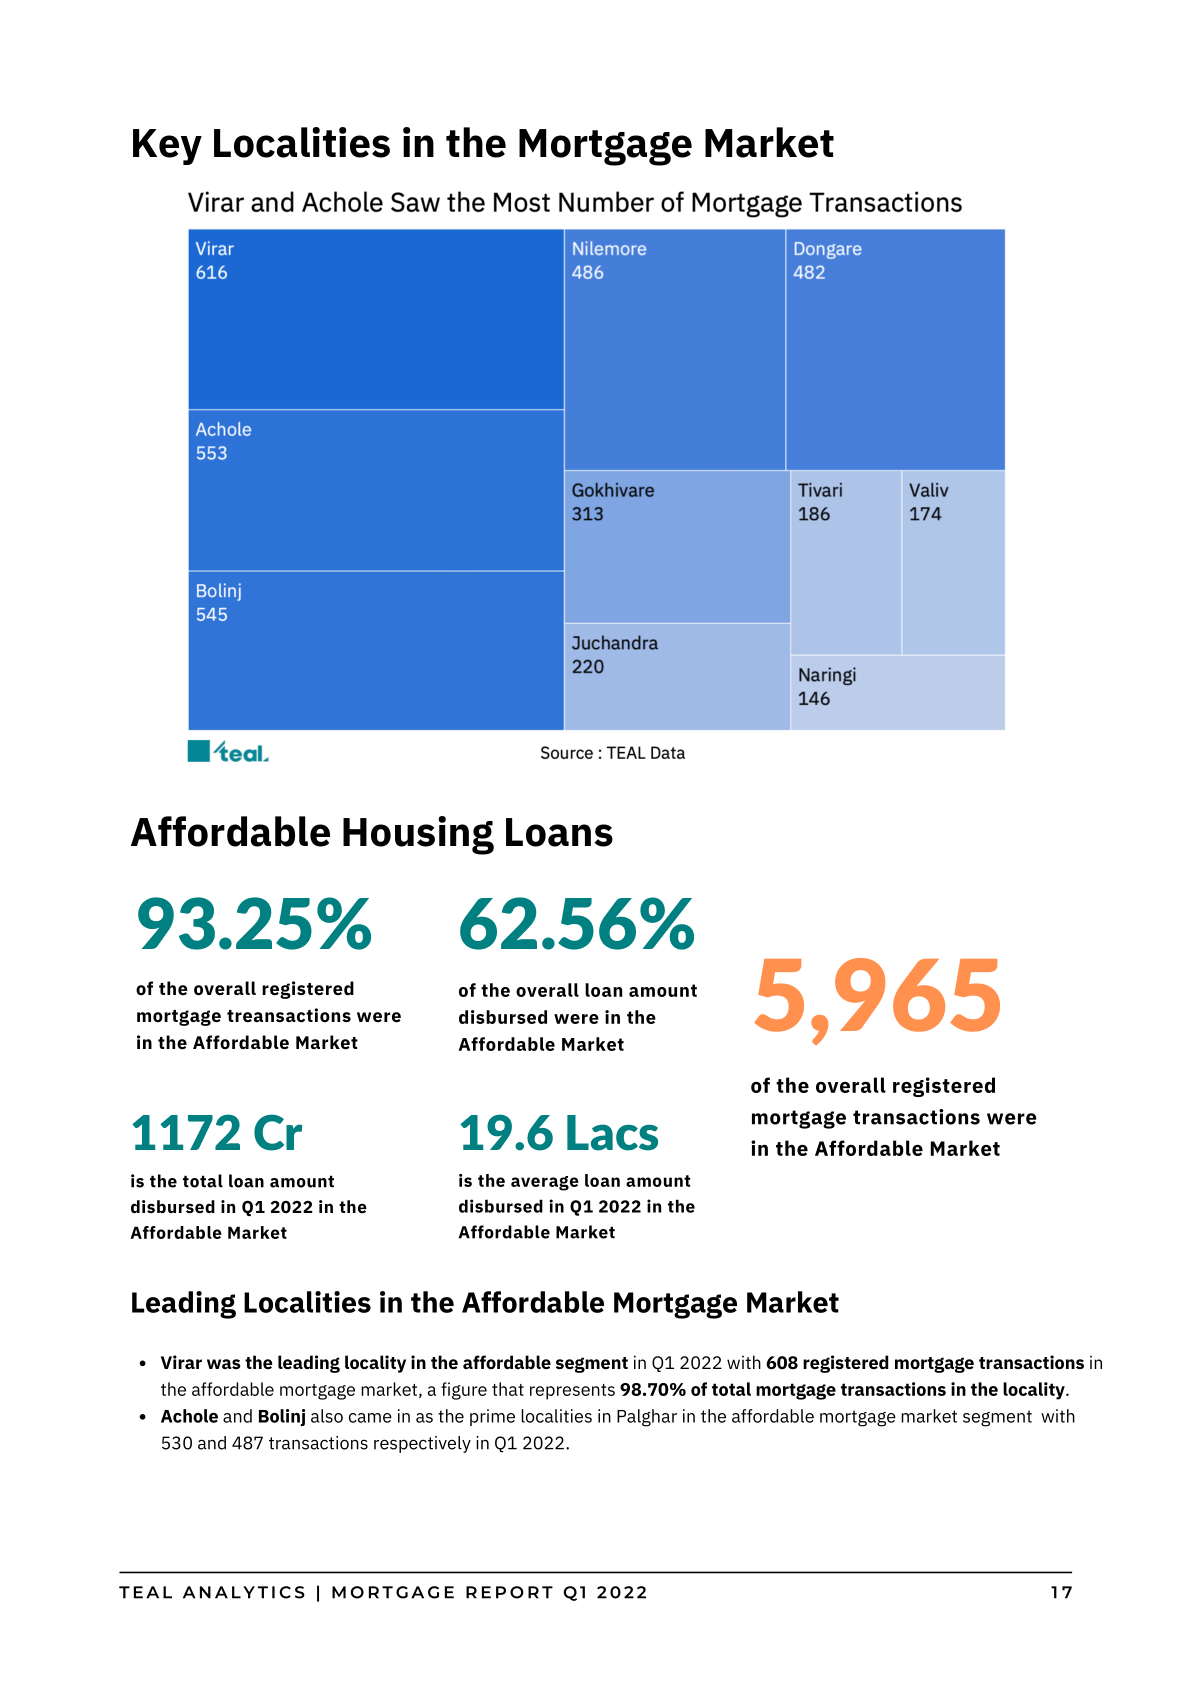 Key Localities in the Mortgage Market
Virar and Achole Saw the Most Number of Mortgage Transactions
Virar
616
Achole
553
Bolinj
545
Nilemore
486
Dongare
482
Gokhivare
313
Juchandra
220
Tivari
186
Valiv
174
Naringi
146
teal.
Source : TEAL Data
Affordable Housing Loans
93.25%
of the overall registered
mortgage treansactions were
in the Affordable Market
62.56%
of the overall loan amount
disbursed were in the
Affordable Market
5,965
of the overall registered
mortgage transactions were
in the Affordable Market
1172 Cr
is the total loan amount
disbursed in Q1 2022 in the
Affordable Market
19.6 Lacs
is the average loan amount
disbursed in Q1 2022 in the
Affordable Market
Leading Localities in the Affordable Mortgage Market
• Virar was the leading locality in the affordable segment in Q1 2022 with 608 registered mortgage transactions in
the affordable mortgage market, a figure that represents 98.70% of total mortgage transactions in the locality.
• Achole and Bolinj also came in as the prime localities in Palghar in the affordable mortgage market segment with
530 and 487 transactions respectively in Q1 2022.
TEAL ANALYTICS | MORTGAGE REPORT Q1 2022
17